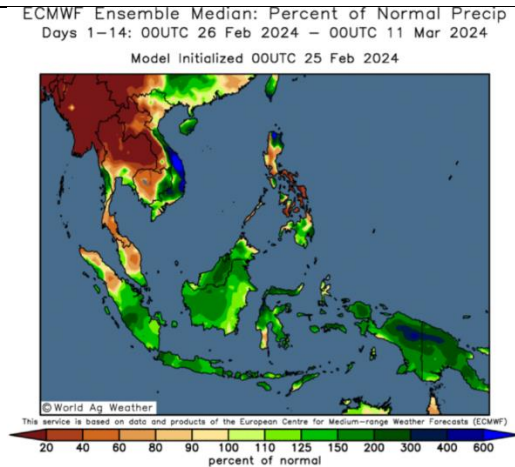 ECMWF Ensemble Median: Percent of Normal Precip
Days 1–14: 00UTC 26 Feb 2024 – 00UTC 11 Mar 2024
Model Initialized 00UTC 25 Feb 2024
© World Ag Weather
This service is based on data and products of the European Centre for Medium-range Weather Forecasts (ECMWF)
20 40 60 80 90 100 110 125 150 200 300 400 600
percent of normal